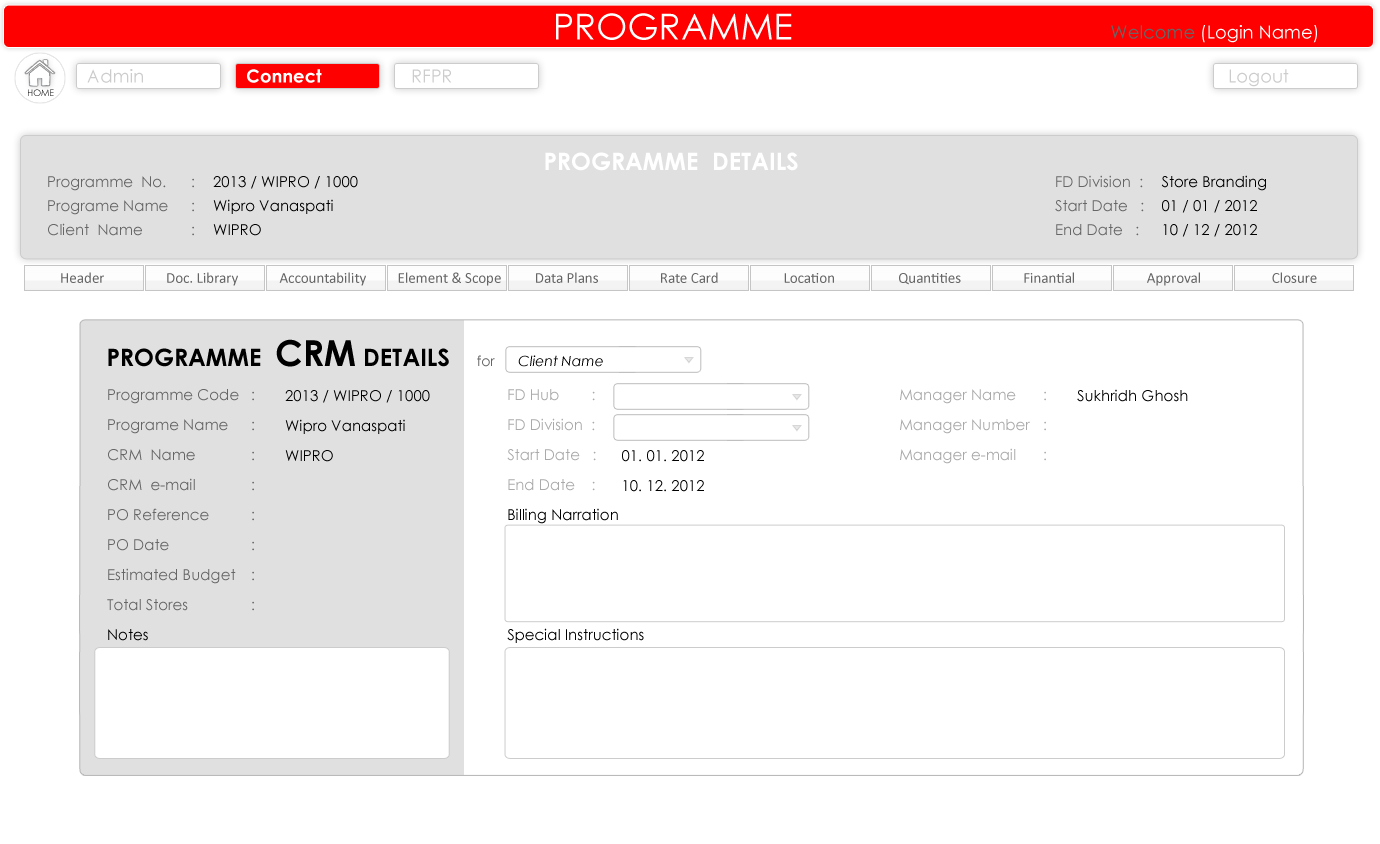 PROGRAMME
Welcome (Login Name)
HOME
Admin
Connect
RFPR
Logout
PROGRAMME DETAILS
Programme No. : 2013 / WIPRO / 1000
Programe Name : Wipro Vanaspati
Client Name : WIPRO
FD Division : Store Branding
Start Date : 01 / 01 / 2012
End Date : 10 / 12 / 2012
Header
Doc. Library
Accountability
Element & Scope
Data Plans
Rate Card
Location
Quantities
Finantial
Approval
Closure
PROGRAMME CRM DETAILS for Client Name
Programme Code : 2013 / WIPRO / 1000
Programe Name : Wipro Vanaspati
CRM Name : WIPRO
CRM e-mail :
PO Reference :
PO Date :
Estimated Budget :
Total Stores :
Notes
FD Hub :
FD Division :
Start Date : 01. 01. 2012
End Date : 10. 12. 2012
Manager Name : Sukhridh Ghosh
Manager Number :
Manager e-mail :
Billing Narration
Special Instructions